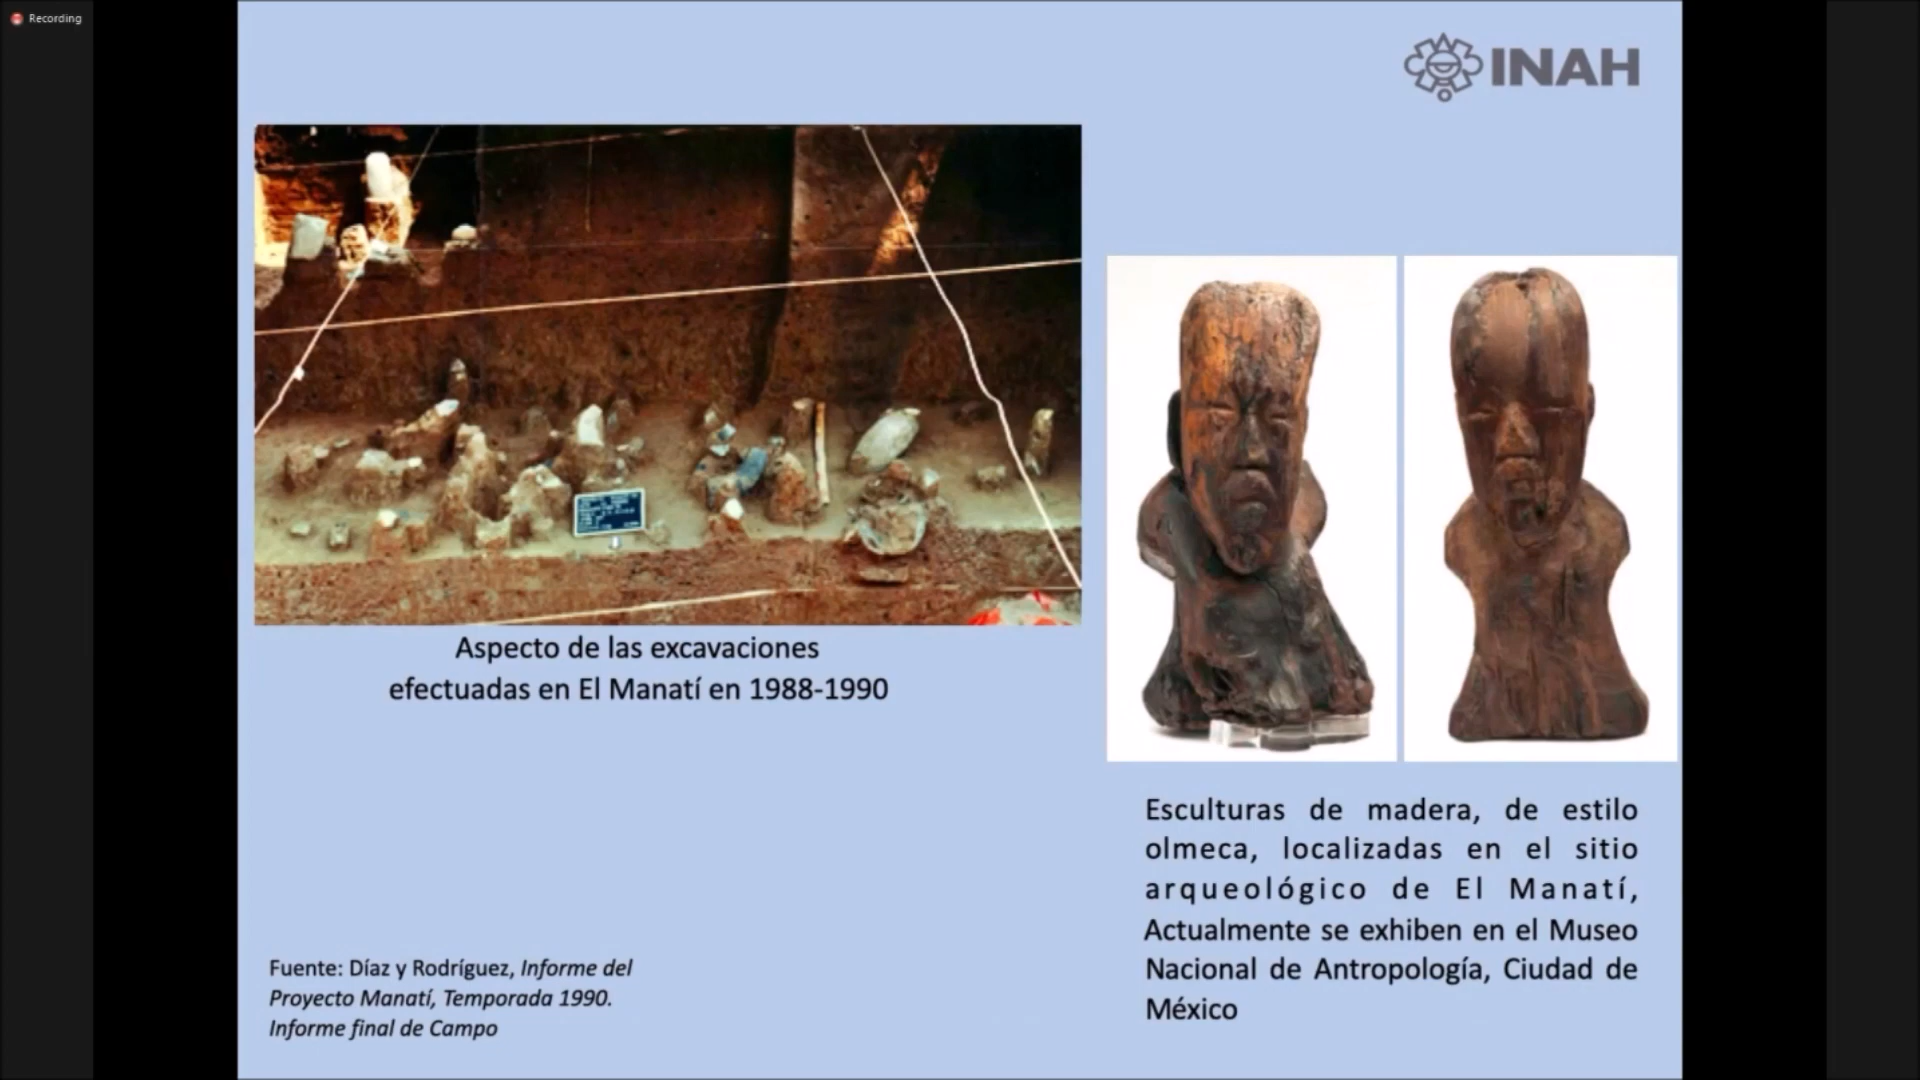 Recording
INAH
Aspecto de las excavaciones
efectuadas en El Manatí en 1988-1990
Esculturas de madera, de estilo
olmeca, localizadas en el sitio
arqueológico de El Manatí,
Actualmente se exhiben en el Museo
Nacional de Antropología, Ciudad de
México
Fuente: Díaz y Rodríguez, Informe del
Proyecto Manatí, Temporada 1990.
Informe final de Campo